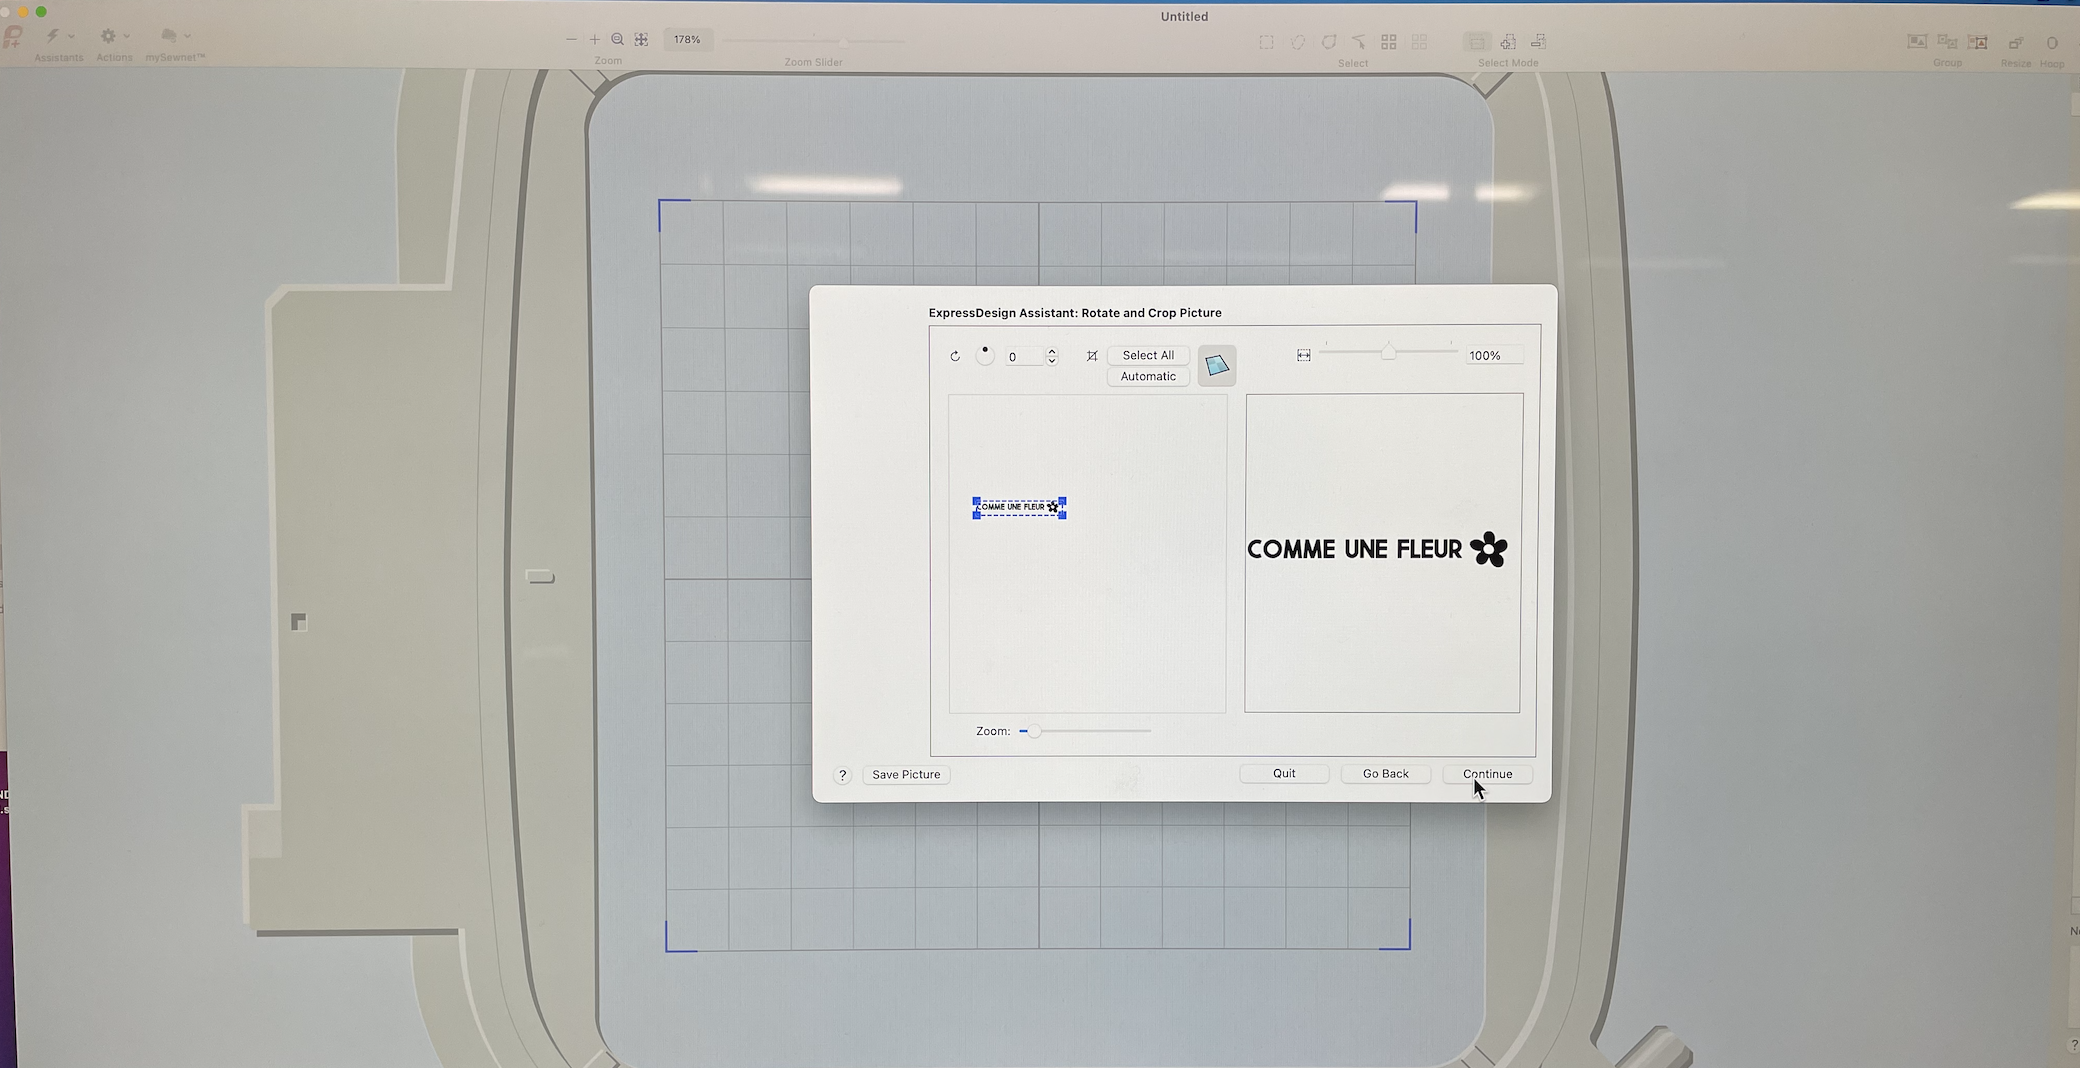 Untitled
Assistants
Actions
mySewnet™
178%
Zoom
Zoom Slider
Select
Select Mode
Group
Resize
Hoop
ExpressDesign Assistant: Rotate and Crop Picture
0
Select All
Automatic
100%
COMME UNE FLEUR
COMME UNE FLEUR
Zoom:
?
Save Picture
Quit
Go Back
Continue
?